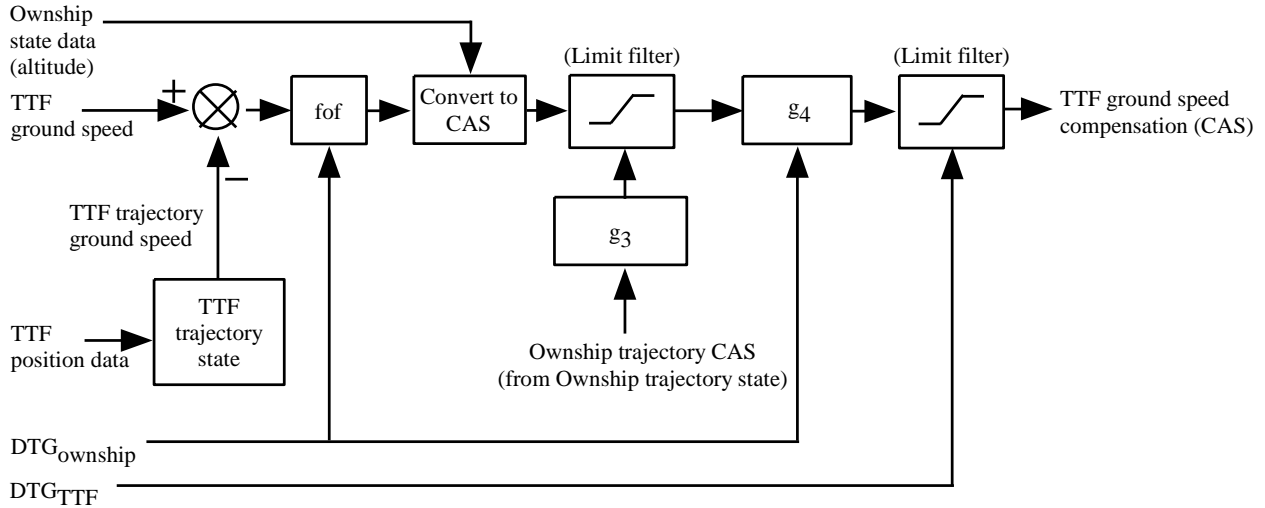 Ownship
state data
(altitude)
(Limit filter)
(Limit filter)
+
TTF
ground speed
fof
Convert to
CAS
g4
TTF ground speed
compensation (CAS)
−
TTF trajectory
ground speed
g3
TTF
trajectory
state
TTF
position data
Ownship trajectory CAS
(from Ownship trajectory state)
DTGownship
DTGTTF